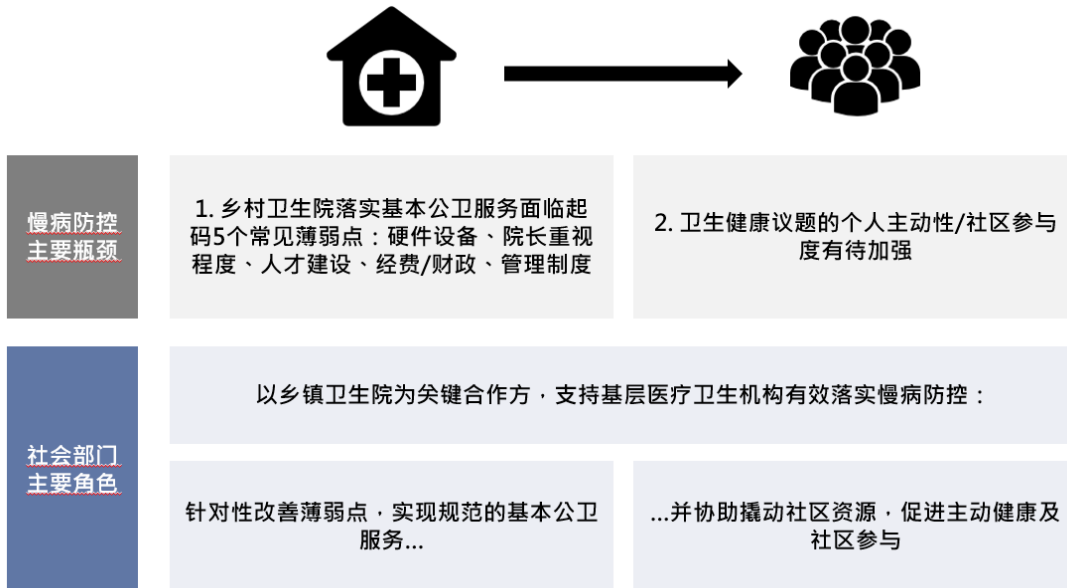 慢病防控
主要瓶颈
1. 乡村卫生院落实基本公卫服务面临起
码5个常见薄弱点：硬件设备、院长重视
程度、人才建设、经费/财政、管理制度
2. 卫生健康议题的个人主动性/社区参与
度有待加强
社会部门
主要角色
以乡镇卫生院为关键合作方，支持基层医疗卫生机构有效落实慢病防控：
针对性改善薄弱点，实现规范的基本公卫
服务...
...并协助撬动社区资源，促进主动健康及
社区参与